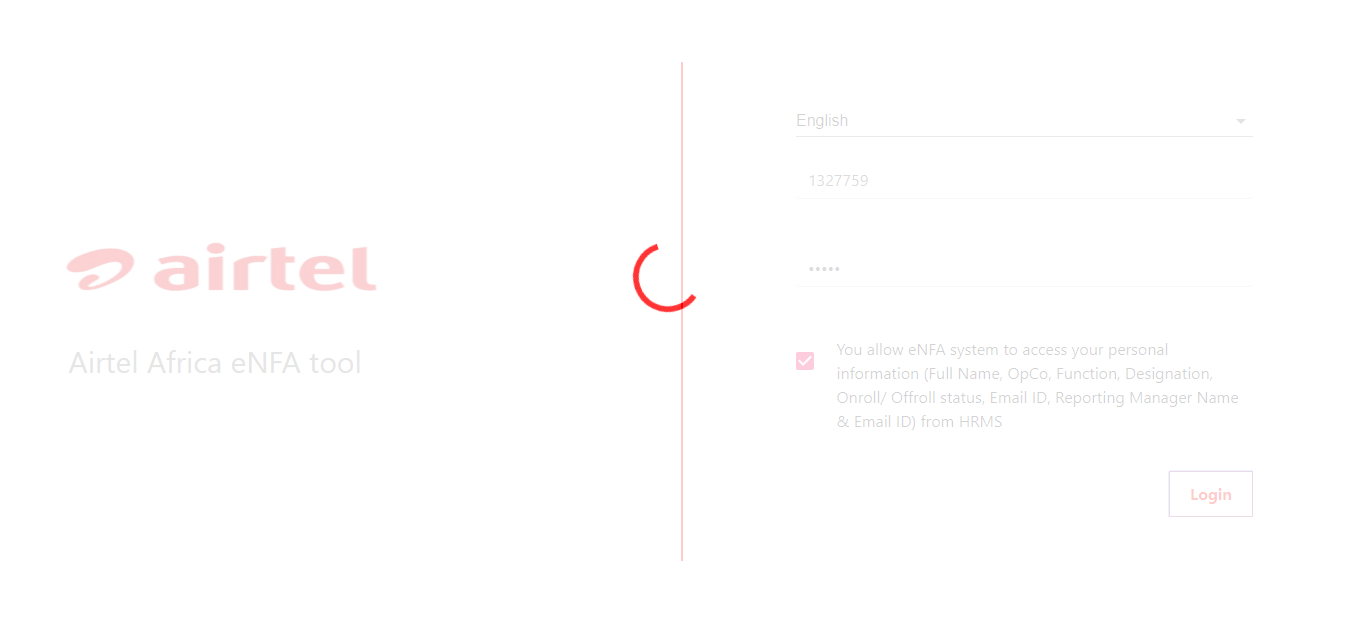 airtel
Airtel Africa eNFA tool
English
1327759
•••••
You allow eNFA system to access your personal
information (Full Name, OpCo, Function, Designation,
Onroll/ Offroll status, Email ID, Reporting Manager Name
& Email ID) from HRMS
Login